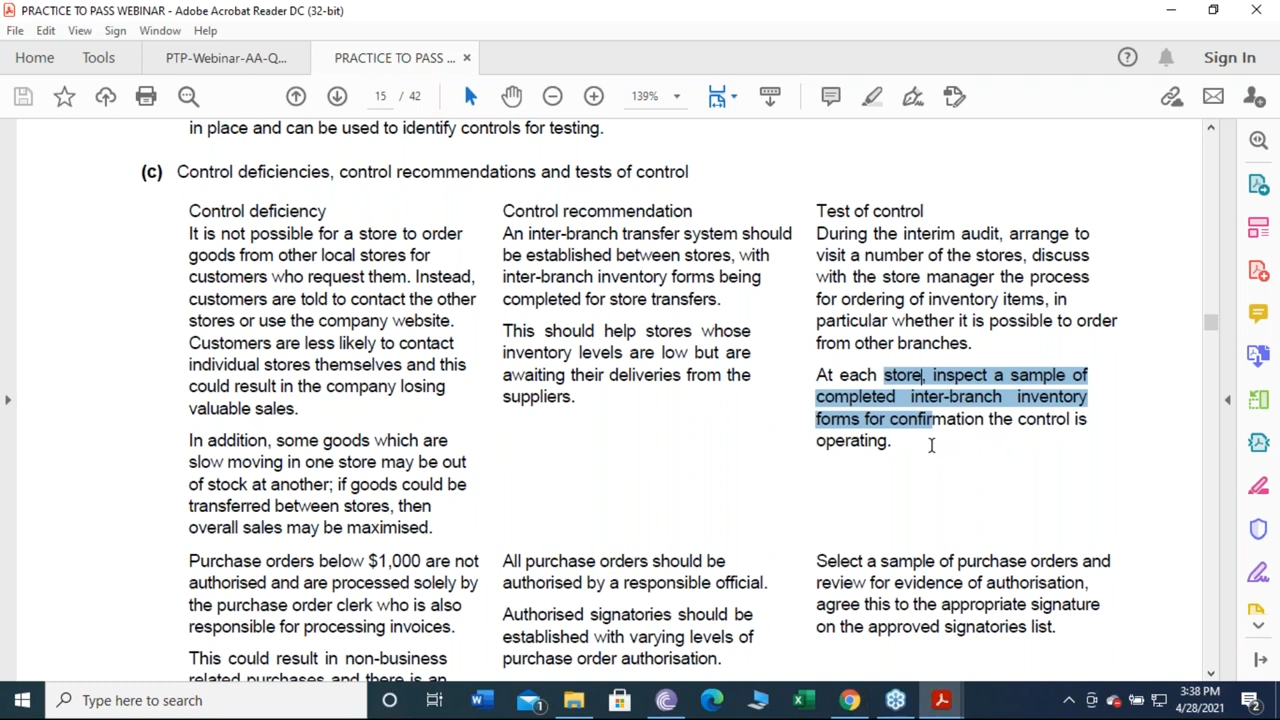 PRACTICE TO PASS WEBINAR - Adobe Acrobat Reader DC (32-bit)
File Edit View Sign Window Help
Home Tools PTP-Webinar-AA-Q... PRACTICE TO PASS ... × Sign In
15 / 42 139%
in place and can be used to identify controls for testing.
(c) Control deficiencies, control recommendations and tests of control
Control deficiency
It is not possible for a store to order
goods from other local stores for
customers who request them. Instead,
customers are told to contact the other
stores or use the company website.
Customers are less likely to contact
individual stores themselves and this
could result in the company losing
valuable sales.
In addition, some goods which are
slow moving in one store may be out
of stock at another; if goods could be
transferred between stores, then
overall sales may be maximised.
Control recommendation
An inter-branch transfer system should
be established between stores, with
inter-branch inventory forms being
completed for store transfers.
This should help stores whose
inventory levels are low but are
awaiting their deliveries from the
suppliers.
Test of control
During the interim audit, arrange to
visit a number of the stores, discuss
with the store manager the process
for ordering of inventory items, in
particular whether it is possible to order
from other branches.
At each store, inspect a sample of
completed inter-branch inventory
forms for confirmation the control is
operating.
Purchase orders below $1,000 are not
authorised and are processed solely by
the purchase order clerk who is also
responsible for processing invoices.
This could result in non-business
related purchases and there is an
All purchase orders should be
authorised by a responsible official.
Authorised signatories should be
established with varying levels of
purchase order authorisation.
Select a sample of purchase orders and
review for evidence of authorisation,
agree this to the appropriate signature
on the approved signatories list.
Type here to search
1
3:38 PM
4/28/2021
2